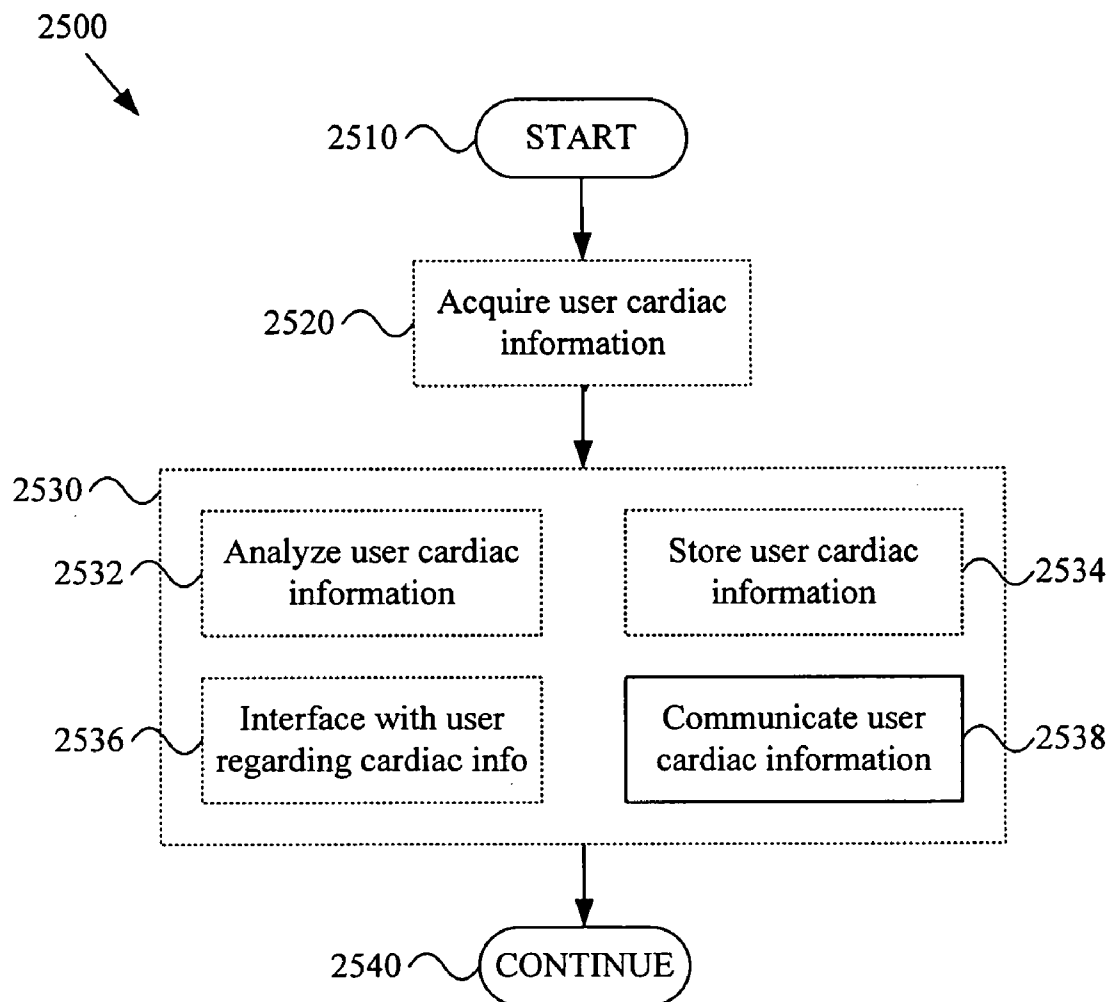 2500
2510
START
2520
Acquire user cardiac
information
2530
2532
Analyze user cardiac
information
Store user cardiac
information
2534
2536
Interface with user
regarding cardiac info
Communicate user
cardiac information
2538
2540
CONTINUE